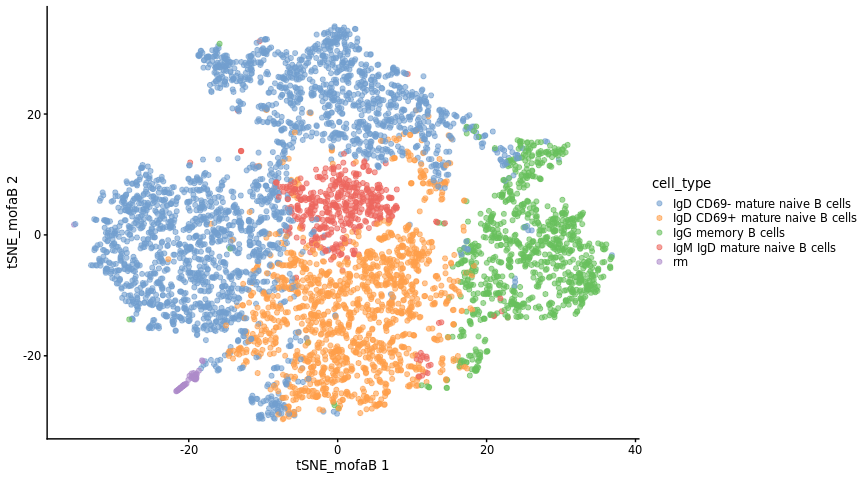 20
0
-20
-20
0
20
40
tSNE_mofaB 1
tSNE_mofaB 2
cell_type
IgD CD69- mature naive B cells
IgD CD69+ mature naive B cells
IgG memory B cells
IgM IgD mature naive B cells
rm